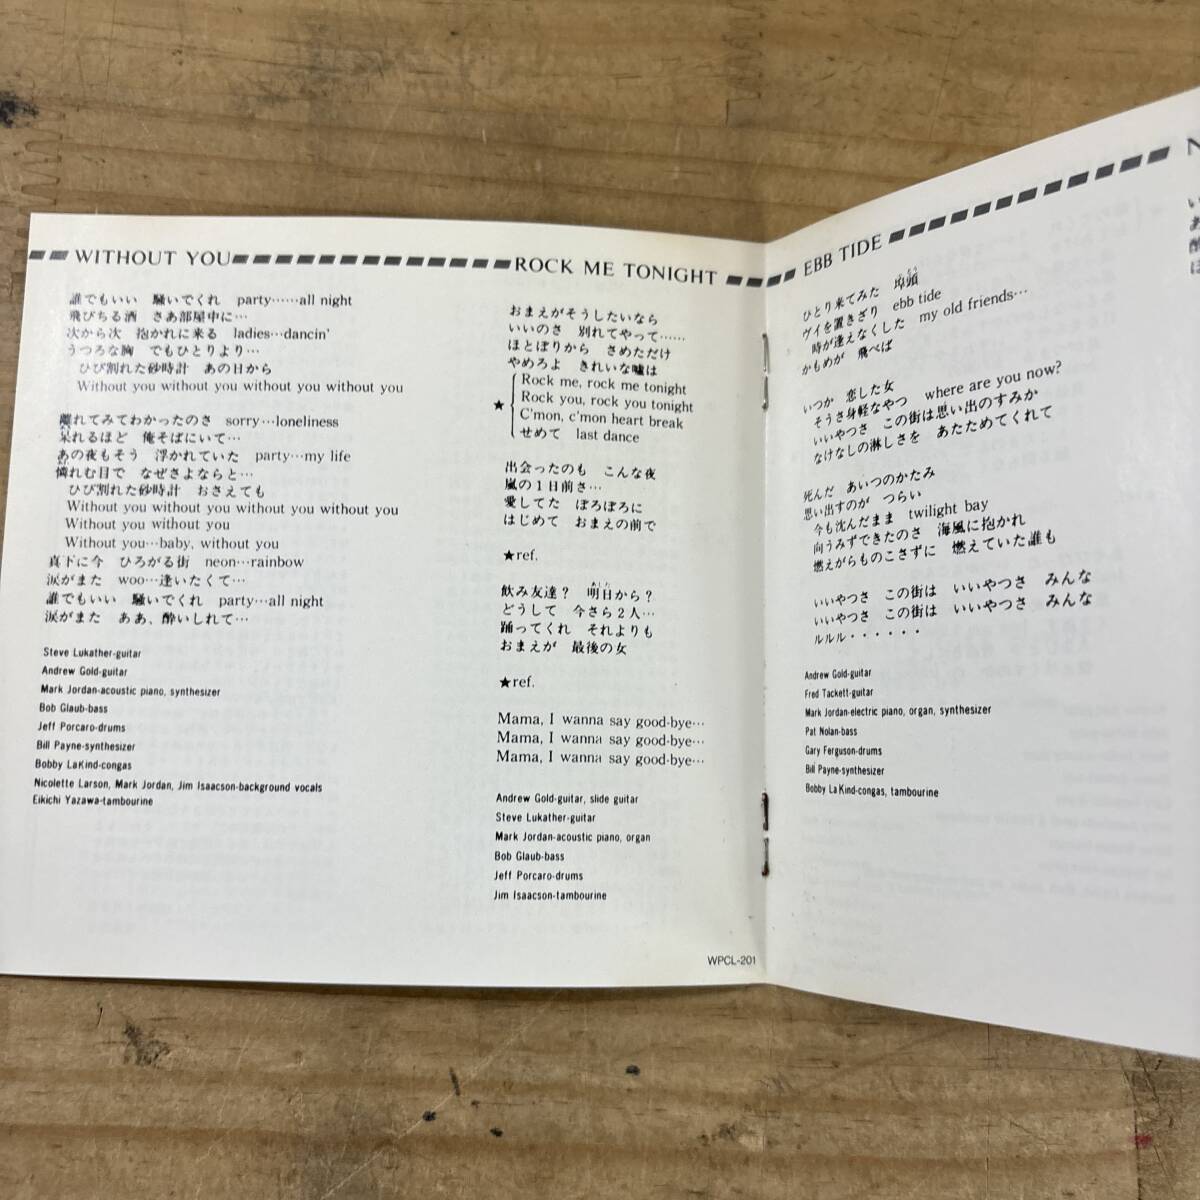 WITHOUT YOU
誰でもいい　騒いでくれ　party……all night
飛びちる酒　さあ部屋中に…
次から次　抱かれに来る　ladies…dancin'
うつろな胸　でもひとりより…
ひび割れた砂時計　あの日から
Without you without you without you without you
離れてみてわかったのさ　sorry…loneliness
呆れるほど　俺そばにいて…
あの夜もそう　浮かれていた　party…my life
憐れむ目で　なぜさよならと…
ひび割れた砂時計　おさえても
Without you without you without you without you
Without you without you
Without you…baby, without you
真下に今　ひろがる街　neon…rainbow
涙がまた　woo…逢いたくて…
誰でもいい　騒いでくれ　party…all night
涙がまた　ああ、酔いしれて…
Steve Lukather-guitar
Andrew Gold-guitar
Mark Jordan-acoustic piano, synthesizer
Bob Glaub-bass
Jeff Porcaro-drums
Bill Payne-synthesizer
Bobby LaKind-congas
Nicolette Larson, Mark Jordan, Jim Isaacson-background vocals
Eikichi Yazawa-tambourine
ROCK ME TONIGHT
おまえがそうしたいなら
いいのさ　別れてやって……
ほとぼりから　さめただけ
やめろよ　きれいな嘘は
★
Rock me, rock me tonight
Rock you, rock you tonight
C'mon, c'mon heart break
せめて　last dance
出会ったのも　こんな夜
嵐の１日前さ…
愛してた　ぼろぼろに
はじめて　おまえの前で
★ref.
飲み友達？　明日から？
どうして　今さら２人…
踊ってくれ　それよりも
おまえが　最後の女
★ref.
Mama, I wanna say good-bye…
Mama, I wanna say good-bye…
Mama, I wanna say good-bye…
Andrew Gold-guitar, slide guitar
Steve Lukather-guitar
Mark Jordan-acoustic piano, organ
Bob Glaub-bass
Jeff Porcaro-drums
Jim Isaacson-tambourine
WPCL-201
EBB TIDE
ひとり来てみた　埠頭
ヴイを置きざり　ebb tide
時が逢えなくした　my old friends…
かもめが　飛べば
いつか　恋した女
そうさ身軽なやつ　where are you now?
いいやつさ　この街は思い出のすみか
なけなしの淋しさを　あたためてくれて
死んだ　あいつのかたみ
思い出すのが　つらい
今も沈んだまま　twilight bay
向うみずできたのさ　海風に抱かれ
燃えがらものこさずに　燃えていた誰も
いいやつさ　この街は　いいやつさ　みんな
いいやつさ　この街は　いいやつさ　みんな
ルルル・・・・・・
Andrew Gold-guitar
Fred Tackett-guitar
Mark Jordan-electric piano, organ, synthesizer
Pat Nolan-bass
Gary Ferguson-drums
Bill Payne-synthesizer
Bobby LaKind-congas, tambourine
N
い
あ
ほ